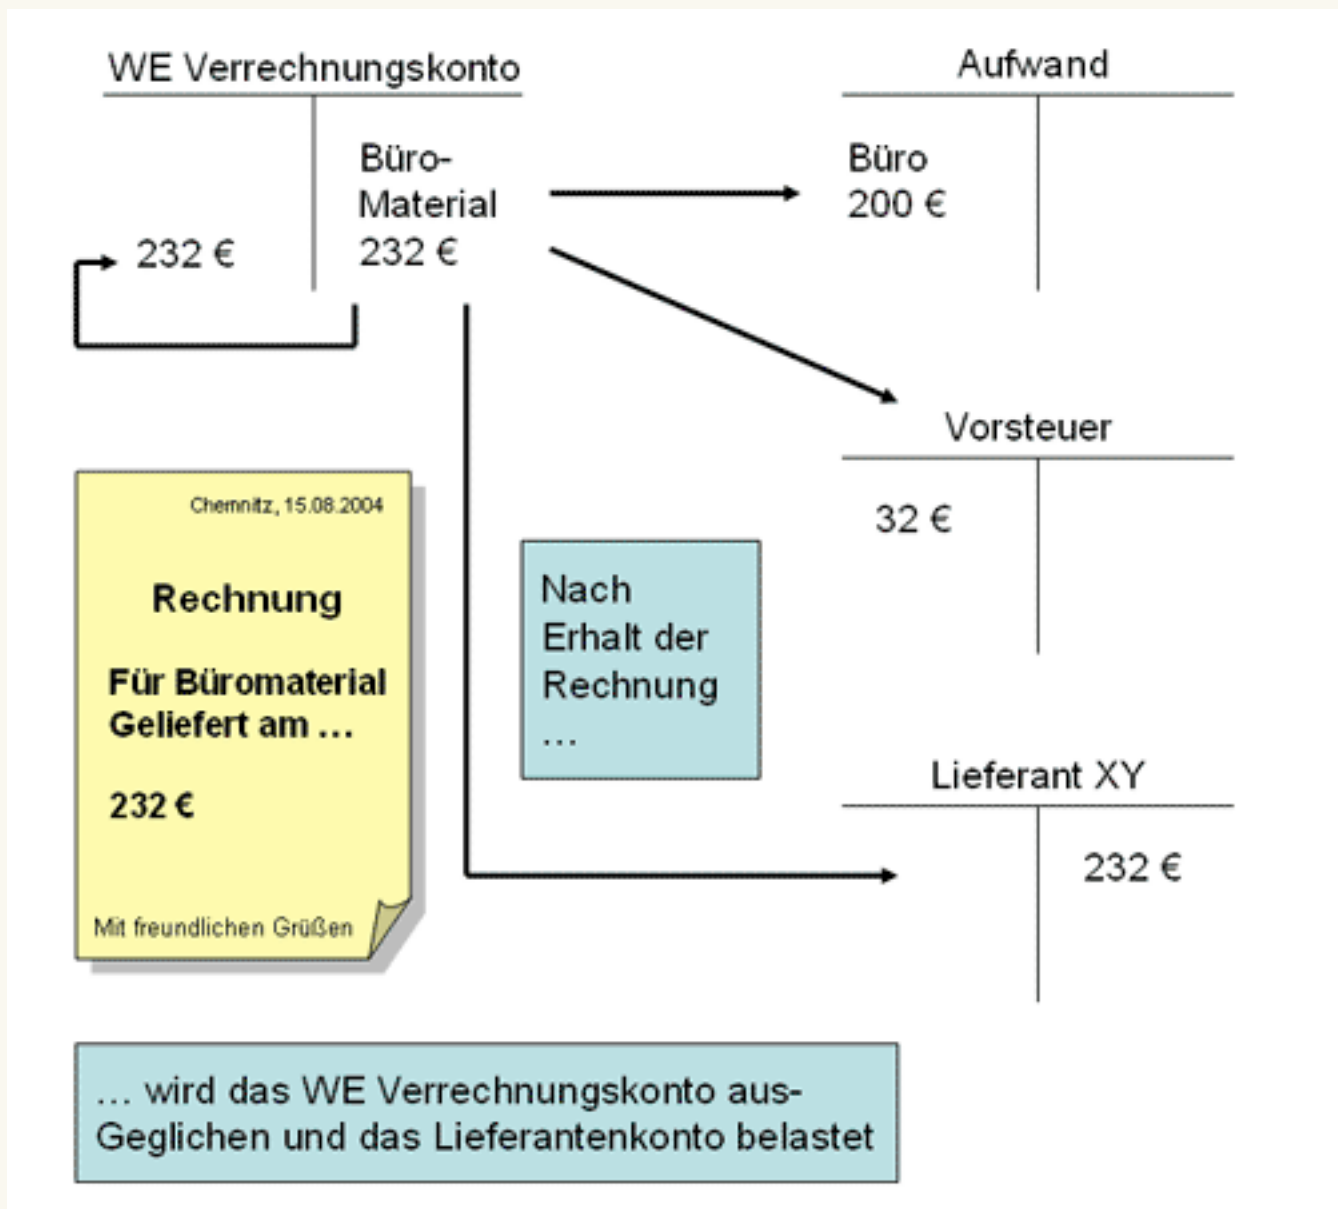 WE Verrechnungskonto
Büro-
Material
232 €
232 €
Aufwand
Büro
200 €
Vorsteuer
32 €
Chemnitz, 15.08.2004
Rechnung
Für Büromaterial
Geliefert am ...
232 €
Mit freundlichen Grüßen
Nach
Erhalt der
Rechnung
...
Lieferant XY
232 €
... wird das WE Verrechnungskonto aus-
Geglichen und das Lieferantenkonto belastet